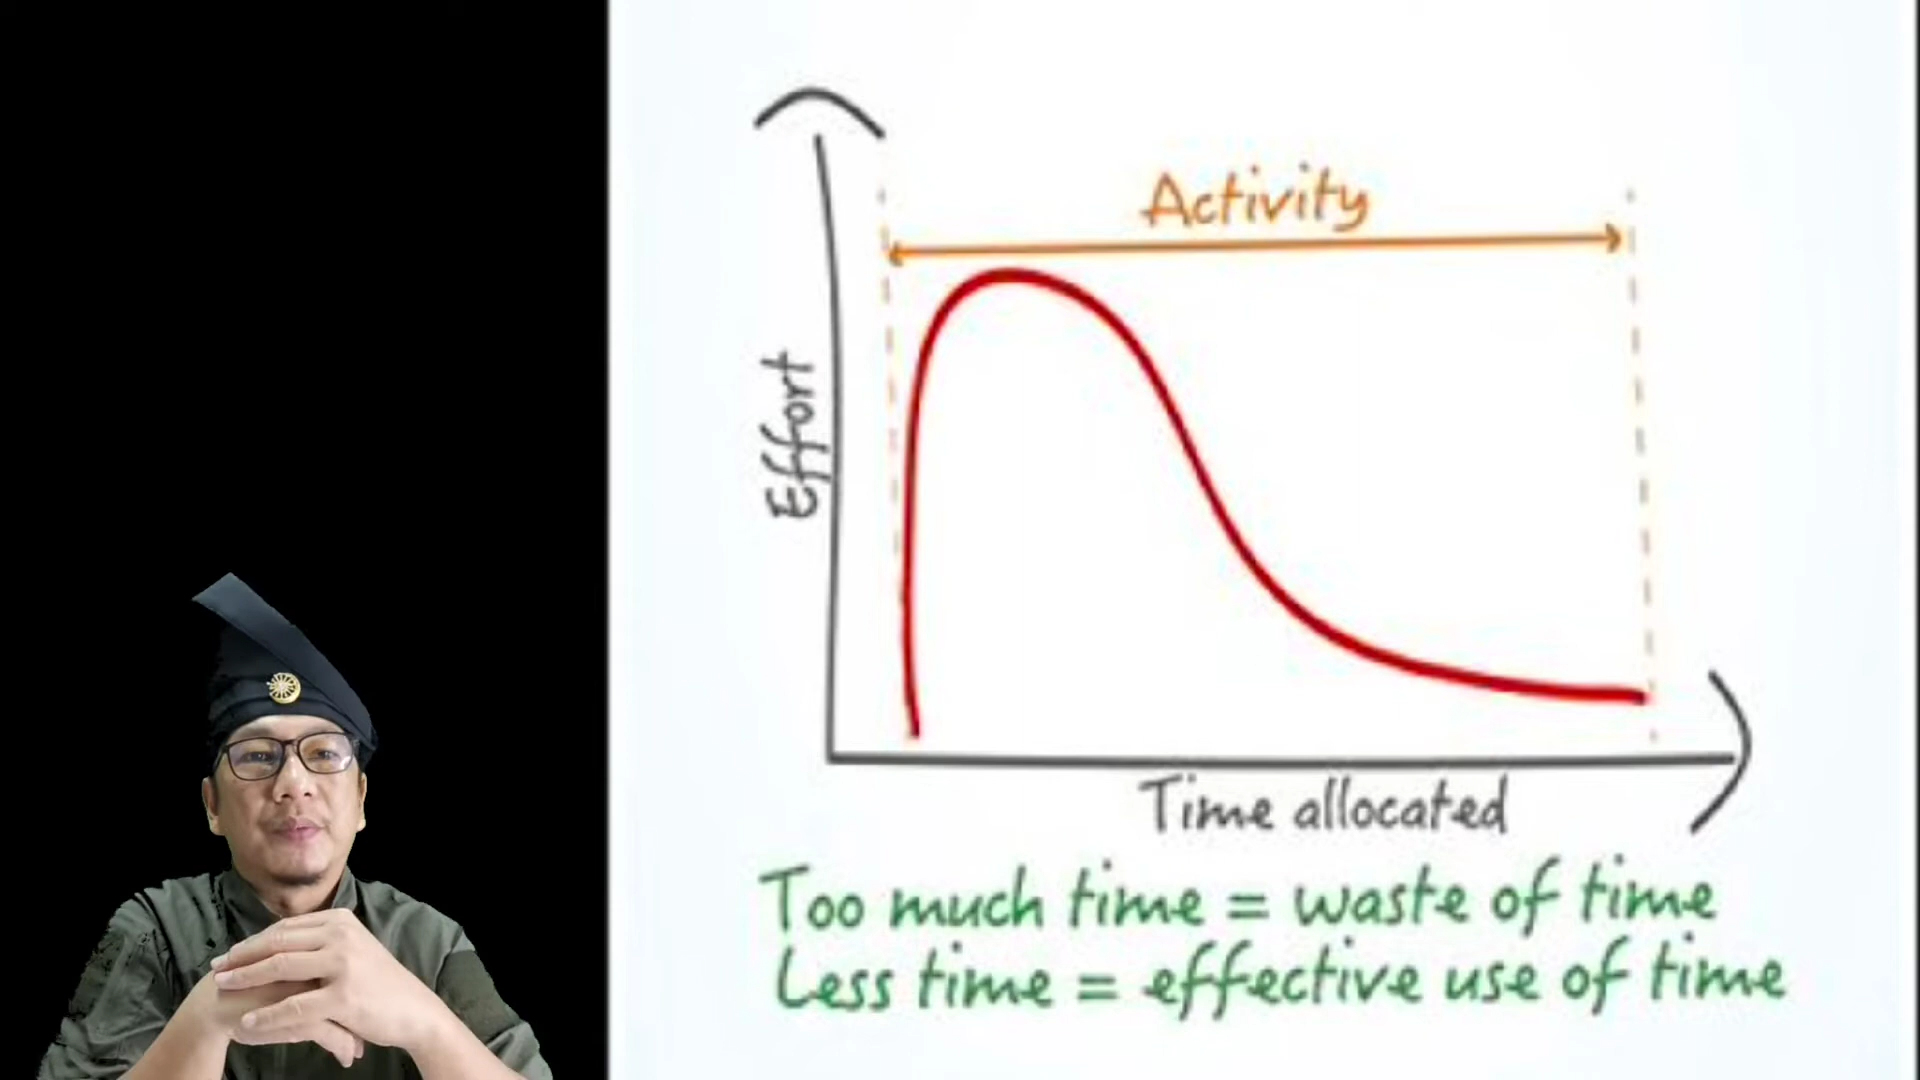 Activity
Effort
Time allocated
Too much time = waste of time
Less time = effective use of time